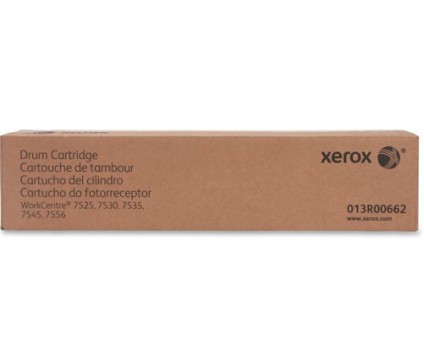 Drum Cartridge
Cartouche de tambour
Cartucho del cilindro
Cartucho do fotorreceptor
WorkCentre® 7525, 7530, 7535,
7545, 7556
xerox
013R00662
www.xerox.com